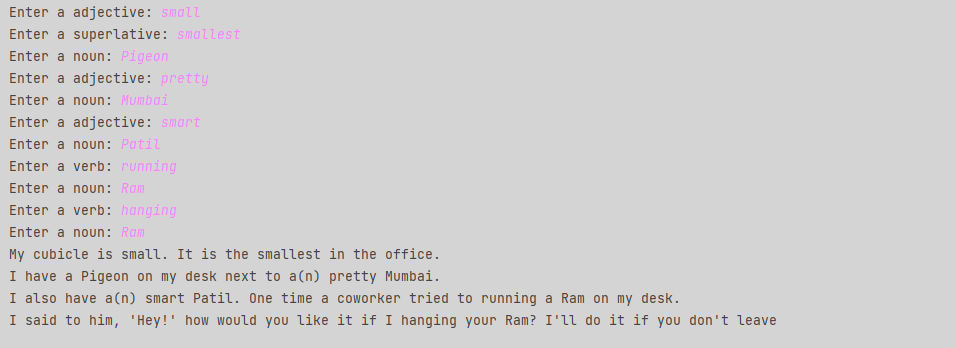 Enter a adjective: small
Enter a superlative: smallest
Enter a noun: Pigeon
Enter a adjective: pretty
Enter a noun: Mumbai
Enter a adjective: smart
Enter a noun: Patil
Enter a verb: running
Enter a noun: Ram
Enter a verb: hanging
Enter a noun: Ram
My cubicle is small. It is the smallest in the office.
I have a Pigeon on my desk next to a(n) pretty Mumbai.
I also have a(n) smart Patil. One time a coworker tried to running a Ram on my desk.
I said to him, 'Hey!' how would you like it if I hanging your Ram? I'll do it if you don't leave